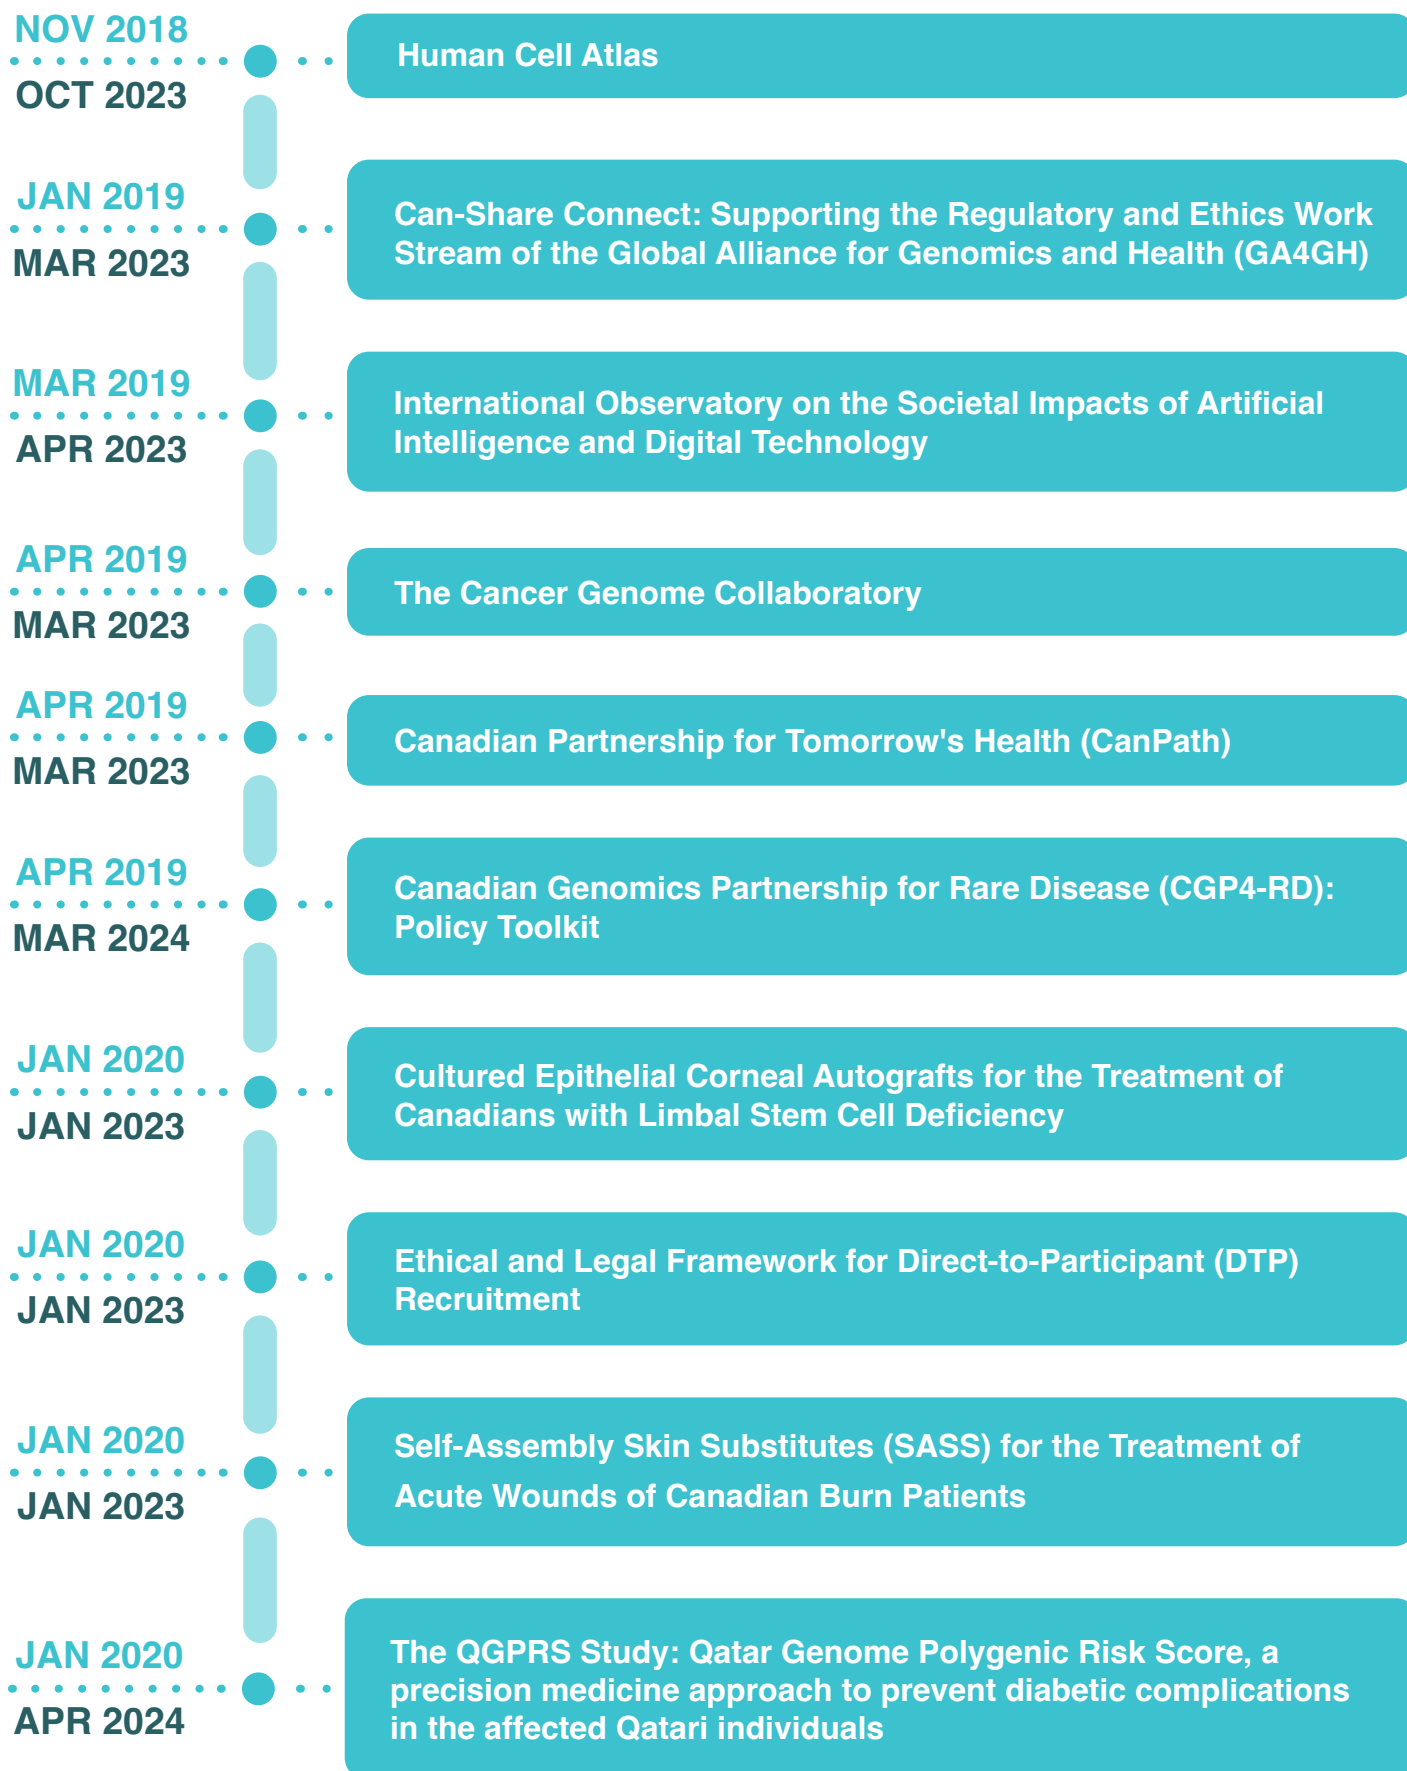 NOV 2018
OCT 2023
Human Cell Atlas
JAN 2019
MAR 2023
Can-Share Connect: Supporting the Regulatory and Ethics Work
Stream of the Global Alliance for Genomics and Health (GA4GH)
MAR 2019
APR 2023
International Observatory on the Societal Impacts of Artificial
Intelligence and Digital Technology
APR 2019
MAR 2023
The Cancer Genome Collaboratory
APR 2019
MAR 2023
Canadian Partnership for Tomorrow's Health (CanPath)
APR 2019
MAR 2024
Canadian Genomics Partnership for Rare Disease (CGP4-RD):
Policy Toolkit
JAN 2020
JAN 2023
Cultured Epithelial Corneal Autografts for the Treatment of
Canadians with Limbal Stem Cell Deficiency
JAN 2020
JAN 2023
Ethical and Legal Framework for Direct-to-Participant (DTP)
Recruitment
JAN 2020
JAN 2023
Self-Assembly Skin Substitutes (SASS) for the Treatment of
Acute Wounds of Canadian Burn Patients
JAN 2020
APR 2024
The QGPRS Study: Qatar Genome Polygenic Risk Score, a
precision medicine approach to prevent diabetic complications
in the affected Qatari individuals